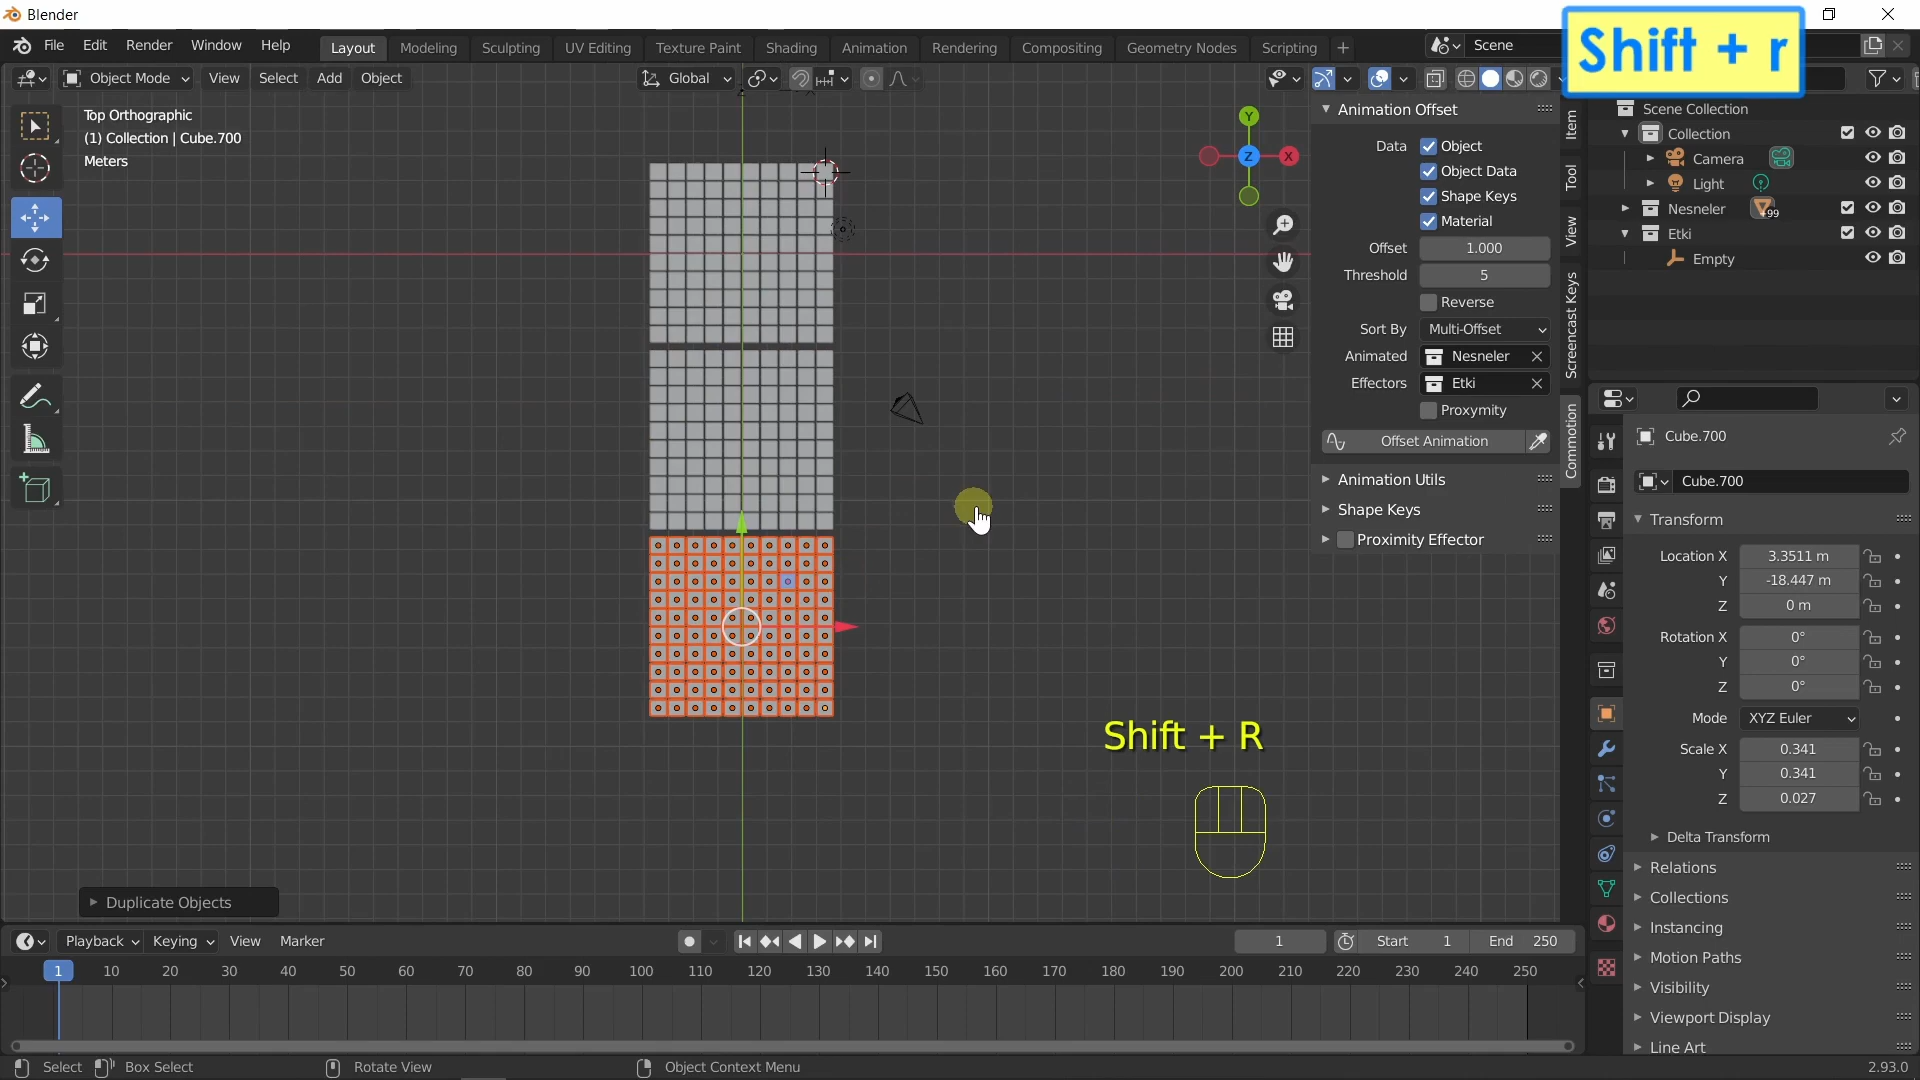 Blender
Shift + r
File Edit Render Window Help Layout Modeling Sculpting UV Editing Texture Paint Shading Animation Rendering Compositing Geometry Nodes Scripting + Scene
Object Mode View Select Add Object Global
Top Orthographic
(1) Collection | Cube.700
Meters
Y
Z
X
Animation Offset
Data Object
Object Data
Shape Keys
Material
Offset 1.000
Threshold 5
Reverse
Sort By Multi-Offset
Animated Nesneler
Effectors Etki
Proxymity
Offset Animation
Animation Utils
Shape Keys
Proximity Effector
Item
Tool
View
Screencast Keys
Commotion
Scene Collection
Collection
Camera
Light
Nesneler +99
Etki
Empty
Cube.700
Cube.700
Transform
Location X 3.3511 m
Y -18.447 m
Z 0 m
Rotation X 0°
Y 0°
Z 0°
Mode XYZ Euler
Scale X 0.341
Y 0.341
Z 0.027
Delta Transform
Relations
Collections
Instancing
Motion Paths
Visibility
Viewport Display
Line Art
Shift + R
Duplicate Objects
Playback Keying View Marker 1 Start 1 End 250
1 10 20 30 40 50 60 70 80 90 100 110 120 130 140 150 160 170 180 190 200 210 220 230 240 250
Select Box Select Rotate View Object Context Menu 2.93.0